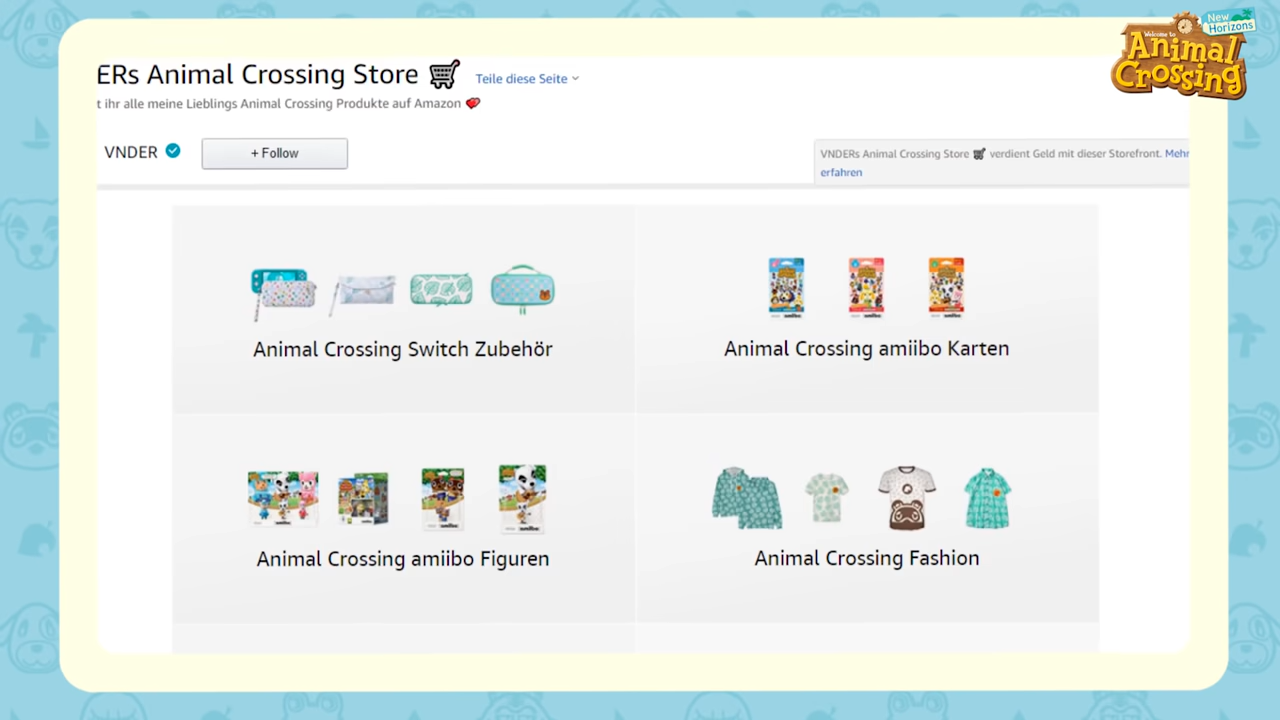 Welcome to
Animal
Crossing
New
Horizons
ERs Animal Crossing Store
Teile diese Seite
t ihr alle meine Lieblings Animal Crossing Produkte auf Amazon
VNDER
+ Follow
VNDERs Animal Crossing Store verdient Geld mit dieser Storefront. Mehr
erfahren
Animal Crossing Switch Zubehör
Animal Crossing amiibo Karten
Animal Crossing amiibo Figuren
Animal Crossing Fashion